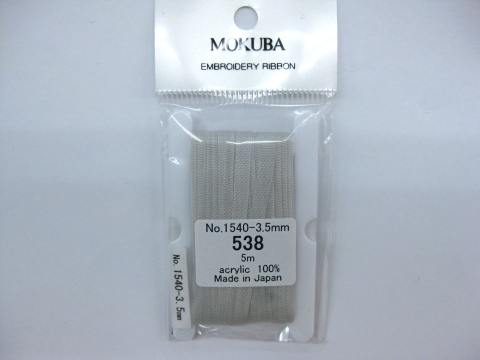 MOKUBA
EMBROIDERY RIBBON
No.1540-3.5mm
538
5m
acrylic 100%
Made in Japan
No. 1540-3. 5mm